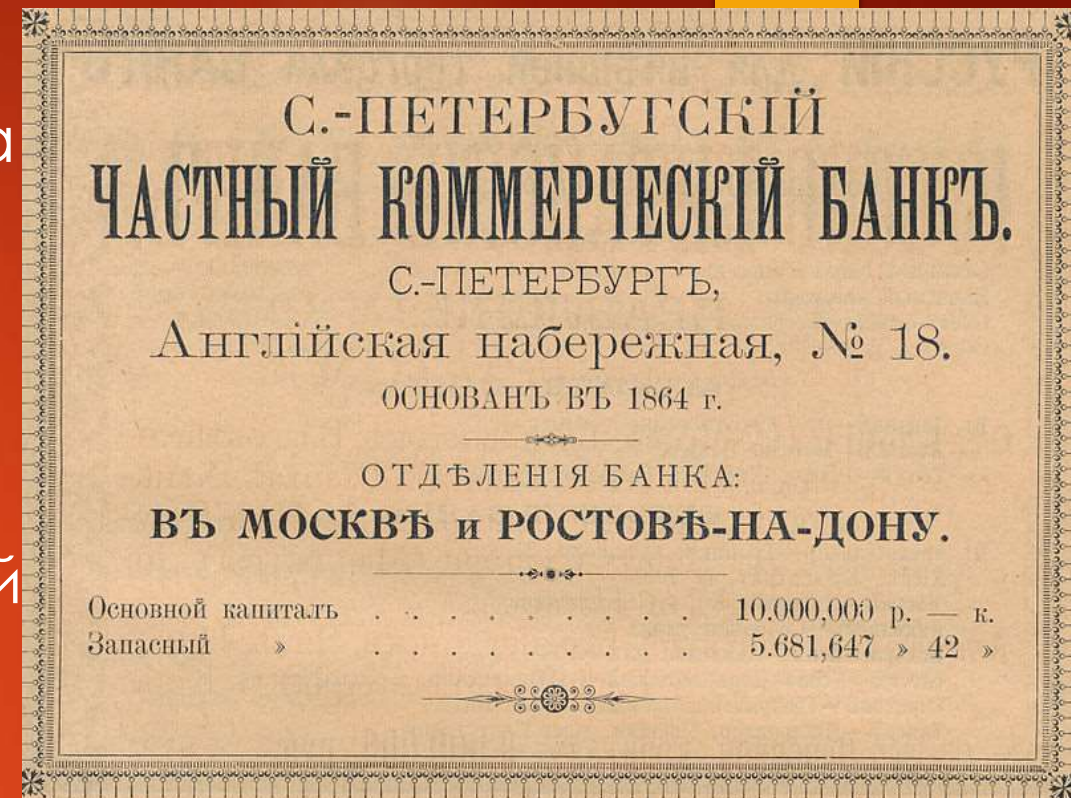 а
й
С.-ПЕТЕРБУГСКІЙ
ЧАСТНЫЙ КОММЕРЧЕСКІЙ БАНКЪ.
С.-ПЕТЕРБУРГЪ,
Англійская набережная, № 18.
ОСНОВАНЪ ВЪ 1864 г.
ОТДѢЛЕНІЯ БАНКА:
ВЪ МОСКВѢ и РОСТОВѢ-НА-ДОНУ.
Основной капиталъ . . . . . . . . . 10.000,000 р. — к.
Запасный » . . . . . . . . . 5.681,647 » 42 »